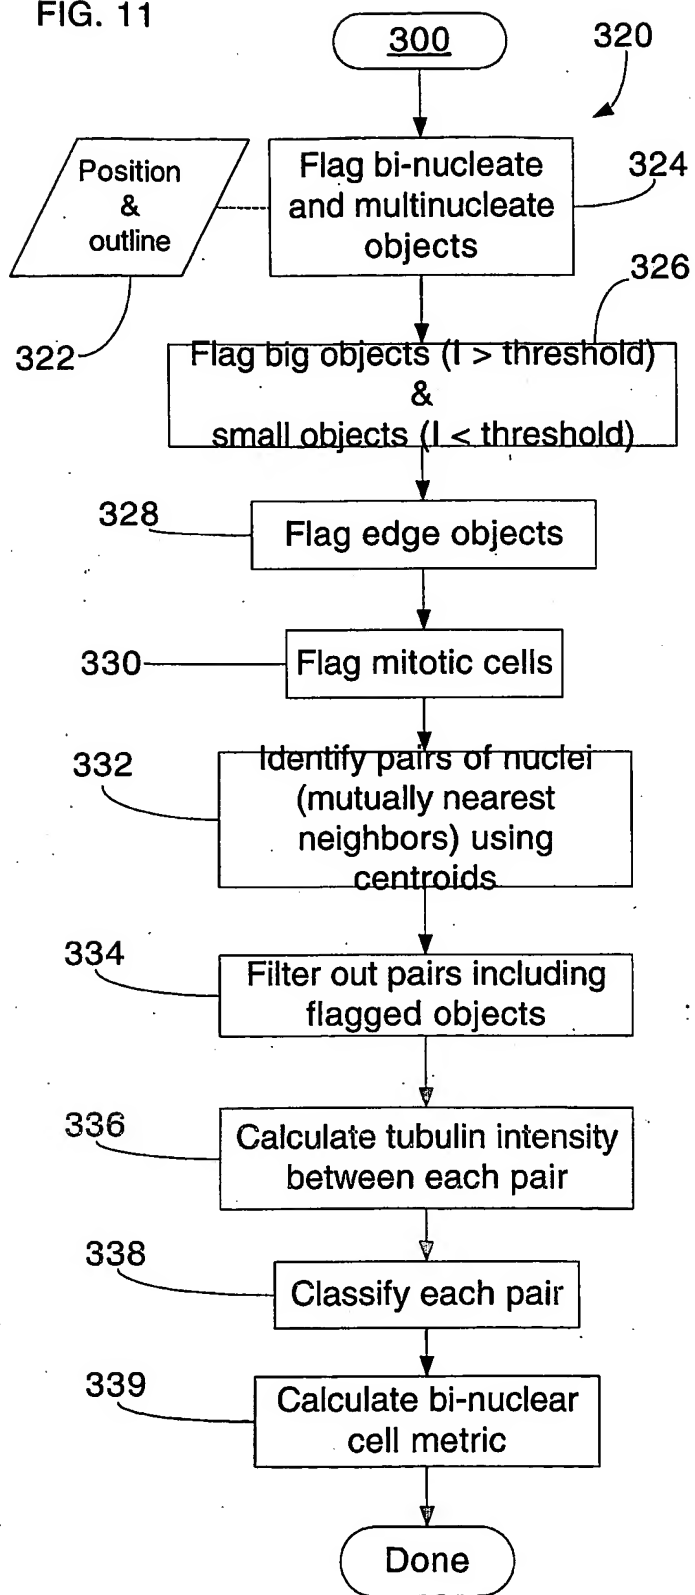 FIG. 11
300
320
Position
&
outline
Flag bi-nucleate
and multinucleate
objects
324
322
326
Flag big objects (I > threshold)
&
small objects (I < threshold)
328
Flag edge objects
330
Flag mitotic cells
332
Identify pairs of nuclei
(mutually nearest
neighbors) using
centroids
334
Filter out pairs including
flagged objects
336
Calculate tubulin intensity
between each pair
338
Classify each pair
339
Calculate bi-nuclear
cell metric
Done